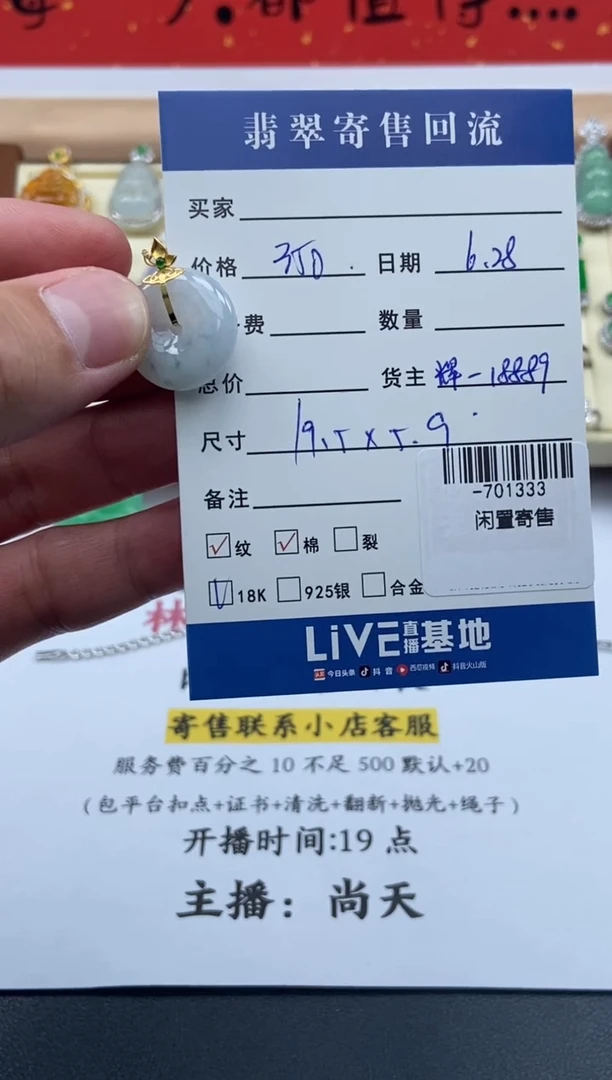 都值得....
翡翠寄售回流
买家
价格 350. 日期 6.28
费 数量
总价 货主 辉-18889
尺寸 19.5×5.9
-701333
闲置寄售
备注
纹 棉 裂
18K 925银 合金
LiVE直播基地
今日头条 抖音 西瓜视频 抖音火山版
林
寄售联系小店客服
服务费百分之10不足500默认+20
(包平台扣点+证书+清洗+翻新+抛光+绳子)
开播时间:19点
主播：尚天